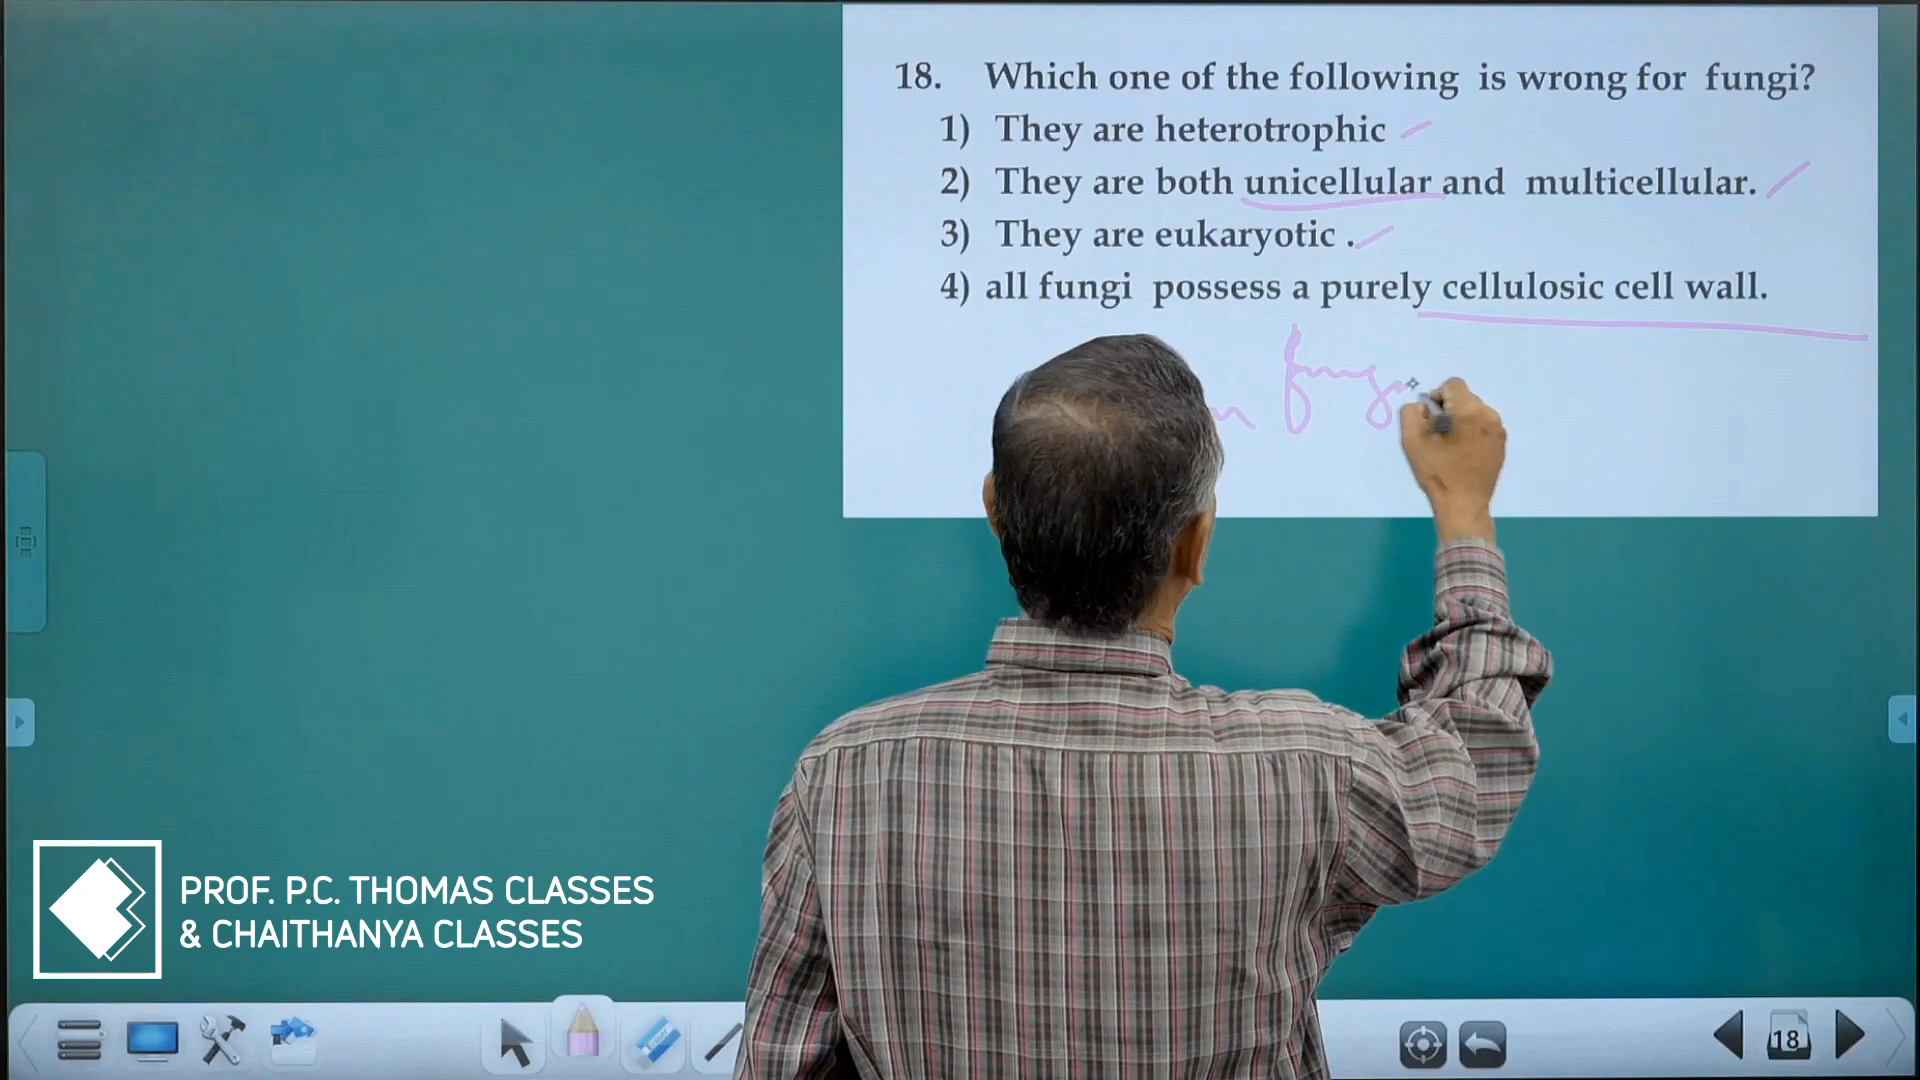 18. Which one of the following is wrong for fungi?
1) They are heterotrophic
2) They are both unicellular and multicellular.
3) They are eukaryotic .
4) all fungi possess a purely cellulosic cell wall.
PROF. P.C. THOMAS CLASSES
& CHAITHANYA CLASSES
18